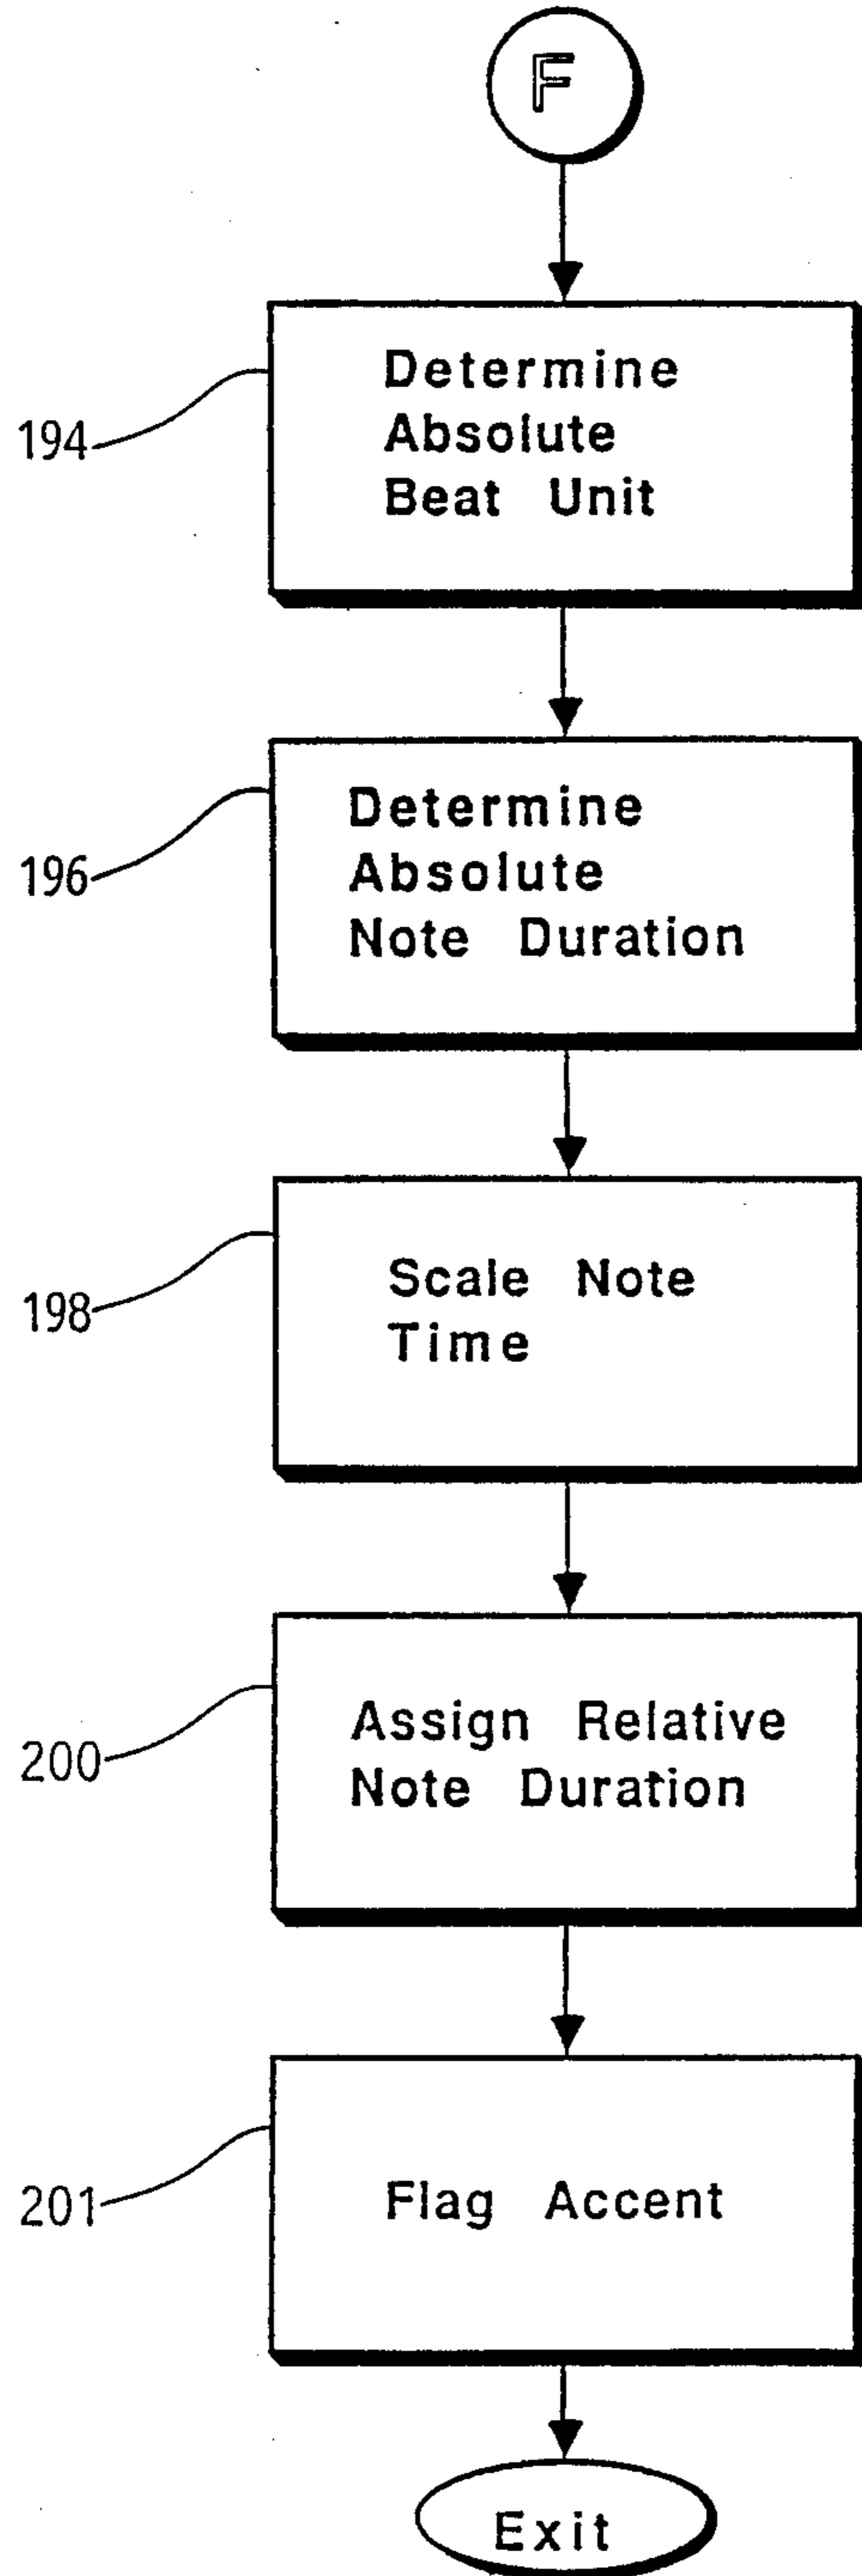 F
194
Determine
Absolute
Beat Unit
196
Determine
Absolute
Note Duration
198
Scale Note
Time
200
Assign Relative
Note Duration
201
Flag Accent
Exit